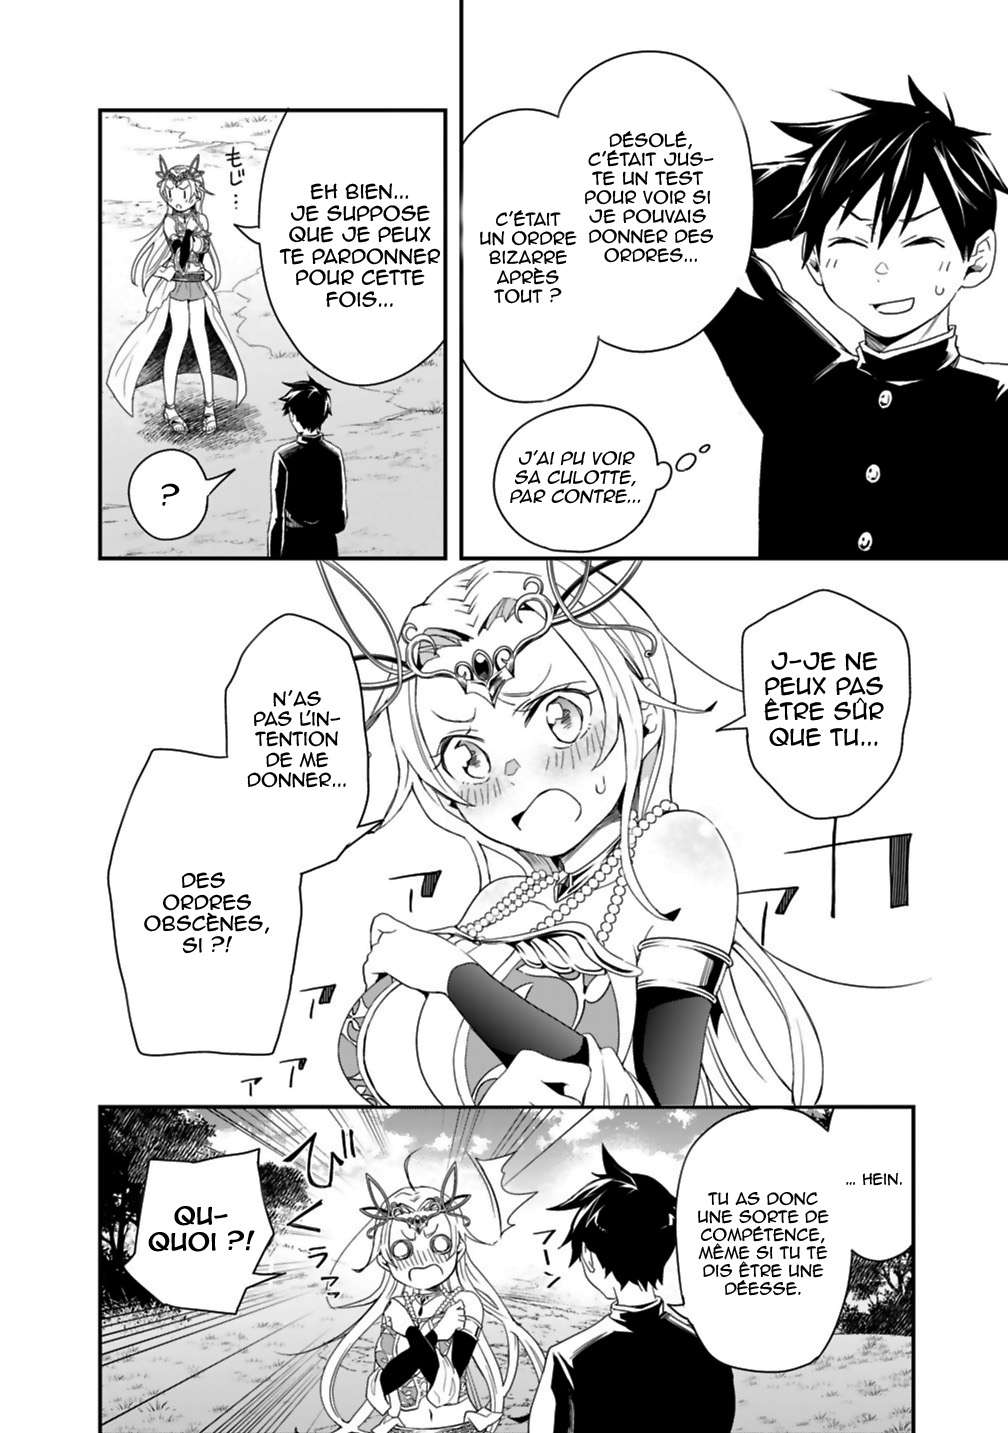 DÉSOLÉ,
C'ÉTAIT JUS-
TE UN TEST
POUR VOIR SI
JE POUVAIS
DONNER DES
ORDRES...
C'ÉTAIT
UN ORDRE
BIZARRE
APRÈS
TOUT ?
J'AI PU VOIR
SA CULOTTE,
PAR CONTRE...
もじ…
EH BIEN...
JE SUPPOSE
QUE JE PEUX
TE PARDONNER
POUR CETTE
FOIS...
?
J-JE NE
PEUX PAS
ÊTRE SÛR
QUE TU...
N'AS
PAS L'IN-
TENTION
DE ME
DONNER...
DES
ORDRES
OBSCÈNES,
SI ?!
... HEIN.
TU AS DONC
UNE SORTE DE
COMPÉTENCE,
MÊME SI TU TE
DIS ÊTRE UNE
DÉESSE.
QU-
QUOI ?!